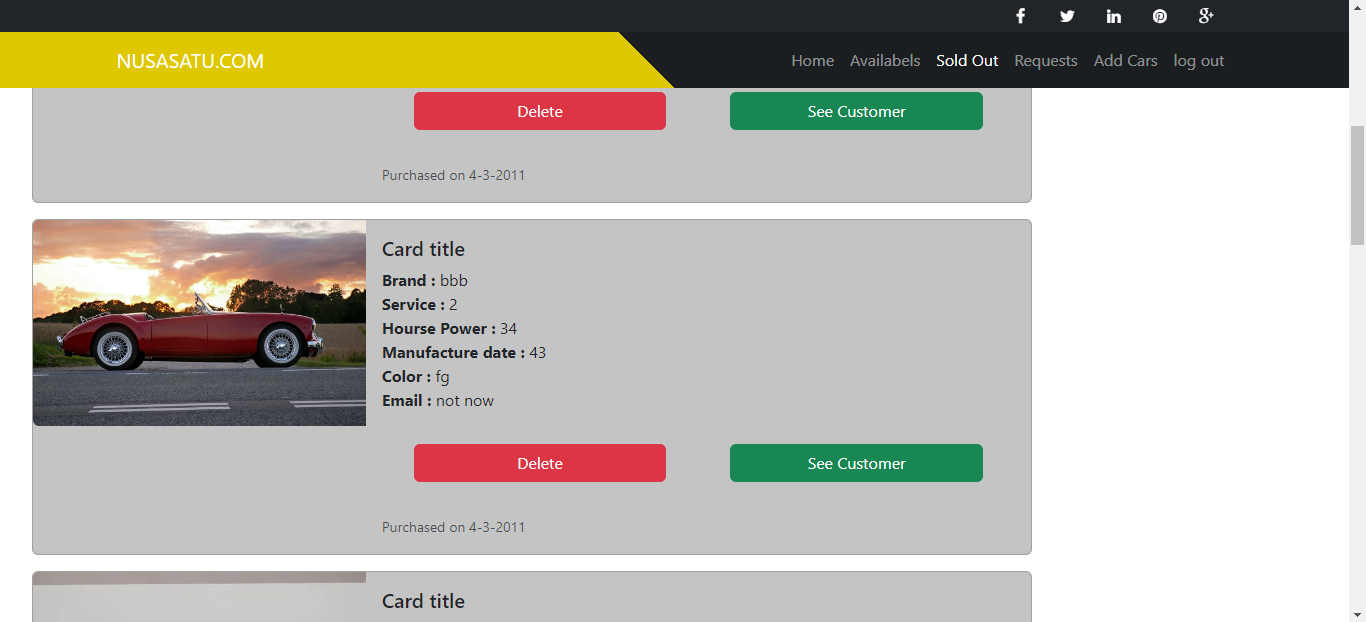 NUSASATU.COM
Home Availabels Sold Out Requests Add Cars log out
Delete See Customer
Purchased on 4-3-2011
Card title
Brand : bbb
Service : 2
Hourse Power : 34
Manufacture date : 43
Color : fg
Email : not now
Delete See Customer
Purchased on 4-3-2011
Card title